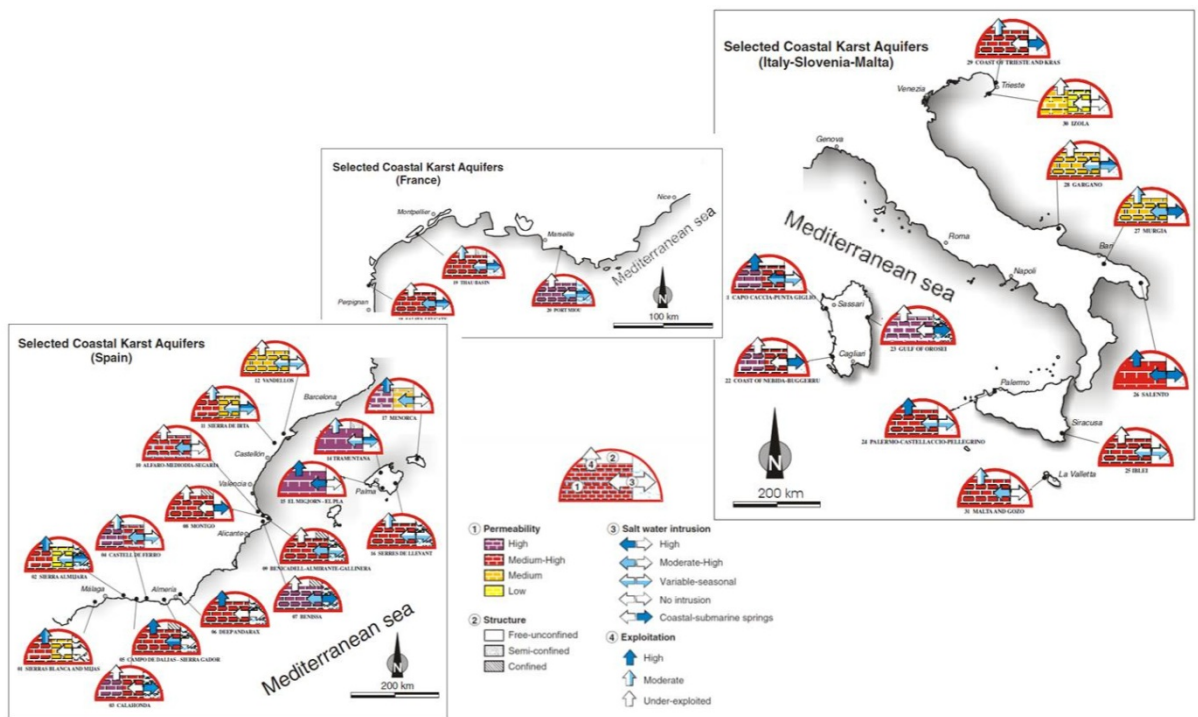 Selected Coastal Karst Aquifers
(Spain)
12 VANDELLOS
Barcelona
11 SIERRA DE IRTA
17 MENORCA
10 ALFARO-MEDIODIA-SEGARIA
Castellón
14 TRAMUNTANA
Valencia
Palma
15 EL MIGJORN - EL PLA
08 MONTGO
Alicante
04 CASTELL DE FERRO
09 BENICADELL-ALMIRANTE-GALLINERA
16 SERRES DE LLEVANT
02 SIERRA ALMIJARA
Málaga
Almería
07 BENISSA
06 DEEP ANDARAX
01 SIERRAS BLANCA AND MIJAS
05 CAMPO DE DALIAS - SIERRA GADOR
03 CALAHONDA
Mediterranean sea
N
200 km
Selected Coastal Karst Aquifers
(France)
Montpellier
Nice
Marseille
19 THAU BASIN
Perpignan
20 PORT MIOU
Mediterranean sea
N
100 km
Selected Coastal Karst Aquifers
(Italy-Slovenia-Malta)
29 COAST OF TRIESTE AND KRAS
Venezia
Trieste
30 IZOLA
Genova
28 GARGANO
27 MURGIA
Mediterranean sea
Roma
Bari
Napoli
1 CAPO CACCIA-PUNTA GIGLIO
Sassari
23 GULF OF OROSEI
Cagliari
22 COAST OF NEBIDA-BUGGERRU
26 SALENTO
Palermo
24 PALERMO-CASTELLACCIO-PELLEGRINO
Siracusa
25 IBLEI
La Valletta
31 MALTA AND GOZO
N
200 km
4
2
1
3
1 Permeability
High
Medium-High
Medium
Low
2 Structure
Free-unconfined
Semi-confined
Confined
3 Salt water intrusion
High
Moderate-High
Variable-seasonal
No intrusion
Coastal-submarine springs
4 Exploitation
High
Moderate
Under-exploited